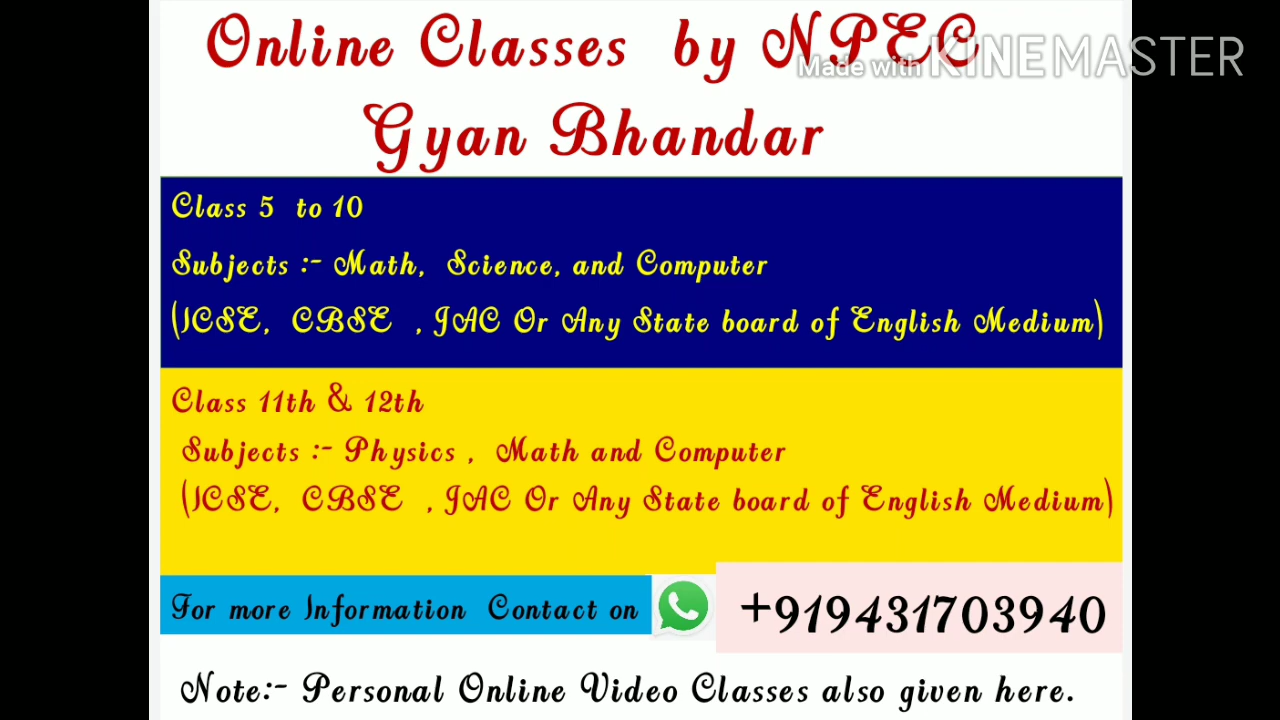 Online Classes by NPEC
Made with KINEMASTER
Gyan Bhandar
Class 5 to 10
Subjects :- Math, Science, and Computer
(ICSE, CBSE , JAC Or Any State board of English Medium)
Class 11th & 12th
Subjects :- Physics , Math and Computer
(ICSE, CBSE , JAC Or Any State board of English Medium)
For more Information Contact on
+919431703940
Note:- Personal Online Video Classes also given here.